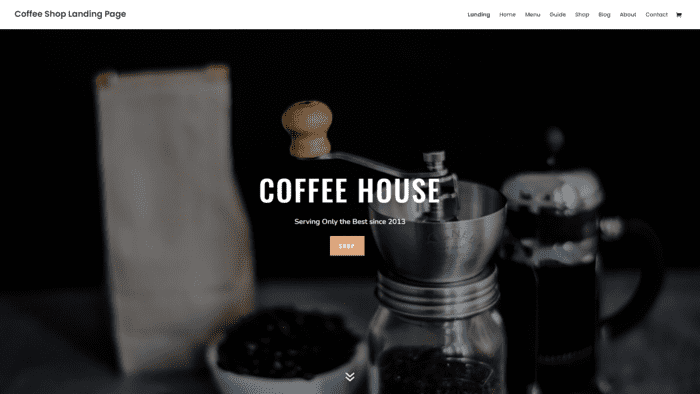 Coffee Shop Landing Page
Landing Home Menu Guide Shop Blog About Contact
COFFEE HOUSE
Serving Only the Best since 2013
SHOP